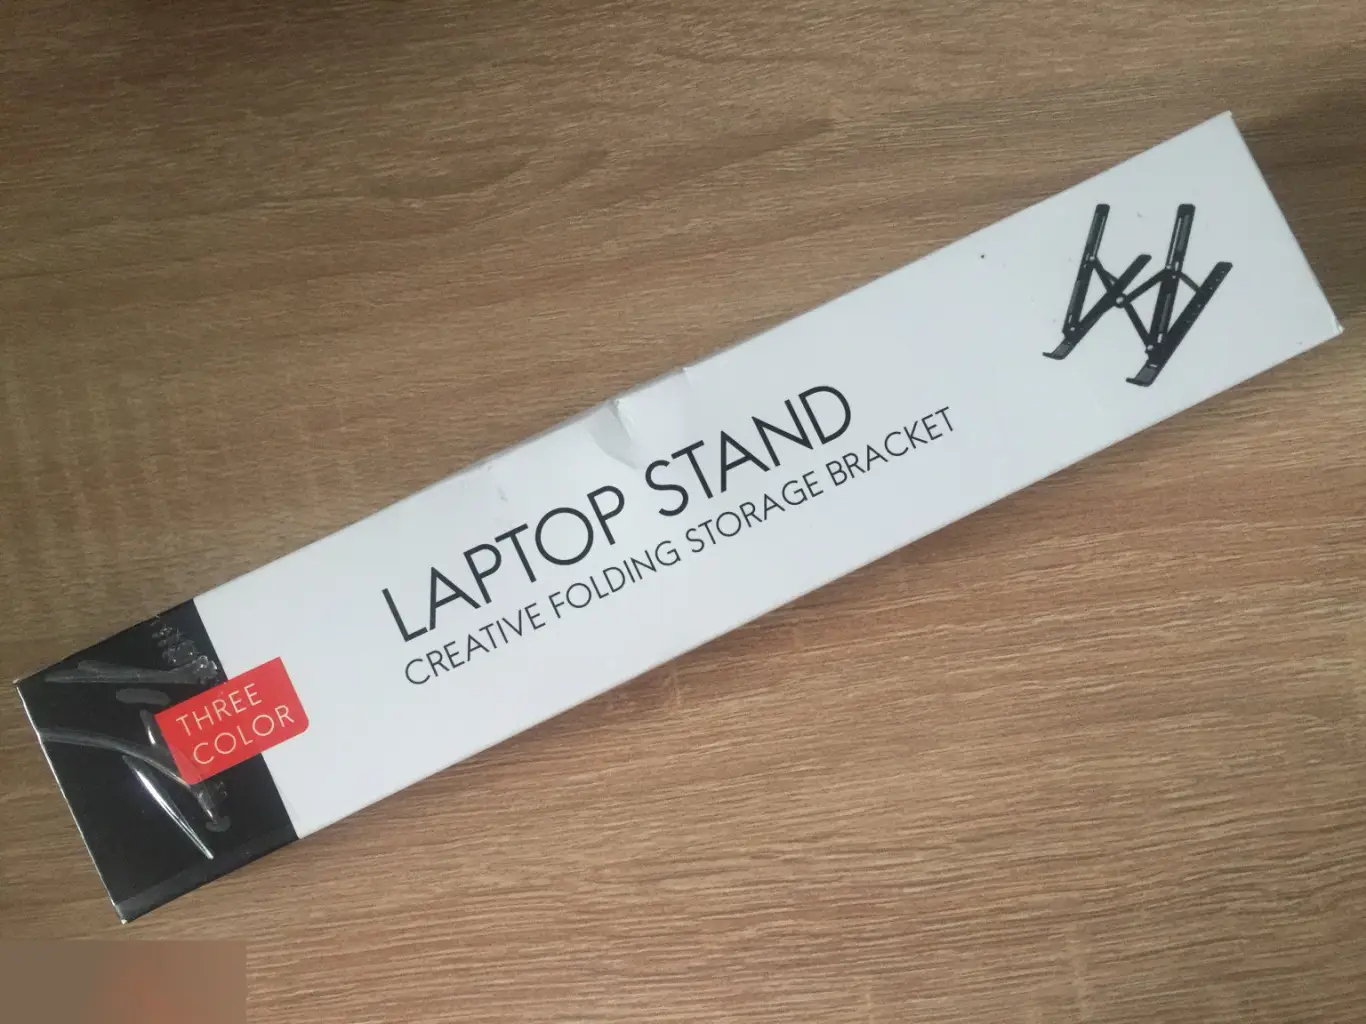 LAPTOP STAND
CREATIVE FOLDING STORAGE BRACKET
THREE
COLOR